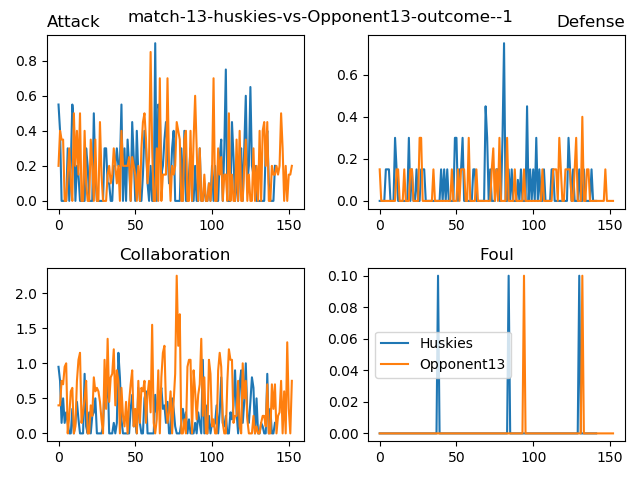 match-13-huskies-vs-Opponent13-outcome--1
Attack
Defense
0.8
0.6
0.4
0.2
0.0
0 50 100 150
0.6
0.4
0.2
0.0
0 50 100 150
Collaboration
Foul
2.0
1.5
1.0
0.5
0.0
0 50 100 150
0.10
0.08
0.06
0.04
0.02
0.00
Huskies
Opponent13
0 50 100 150